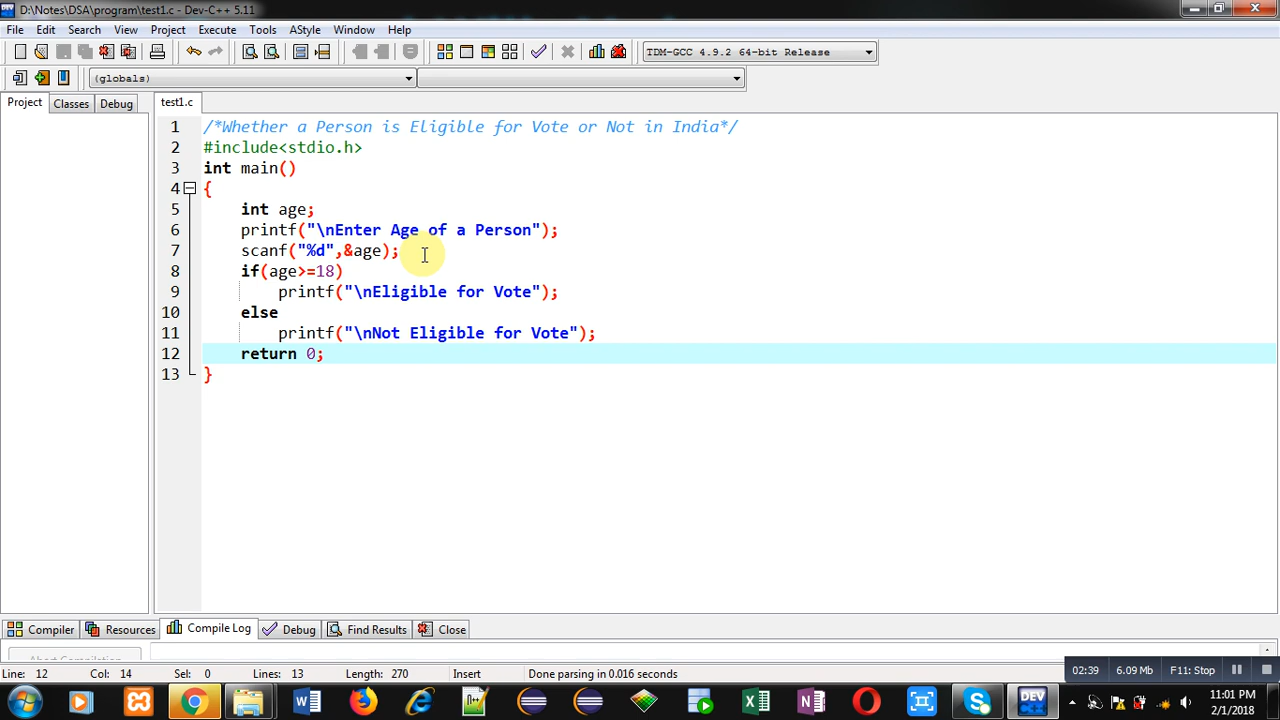 D:\Notes\DSA\program\test1.c - Dev-C++ 5.11
File Edit Search View Project Execute Tools AStyle Window Help
TDM-GCC 4.9.2 64-bit Release
(globals)
Project Classes Debug test1.c
1 /*Whether a Person is Eligible for Vote or Not in India*/
2 #include<stdio.h>
3 int main()
4 {
5 int age;
6 printf("\nEnter Age of a Person");
7 scanf("%d",&age);
8 if(age>=18)
9 printf("\nEligible for Vote");
10 else
11 printf("\nNot Eligible for Vote");
12 return 0;
13 }
Compiler Resources Compile Log Debug Find Results Close
Abort Compilation
Line: 12 Col: 14 Sel: 0 Lines: 13 Length: 270 Insert Done parsing in 0.016 seconds
02:39 6.09 Mb F11: Stop
11:01 PM
2/1/2018